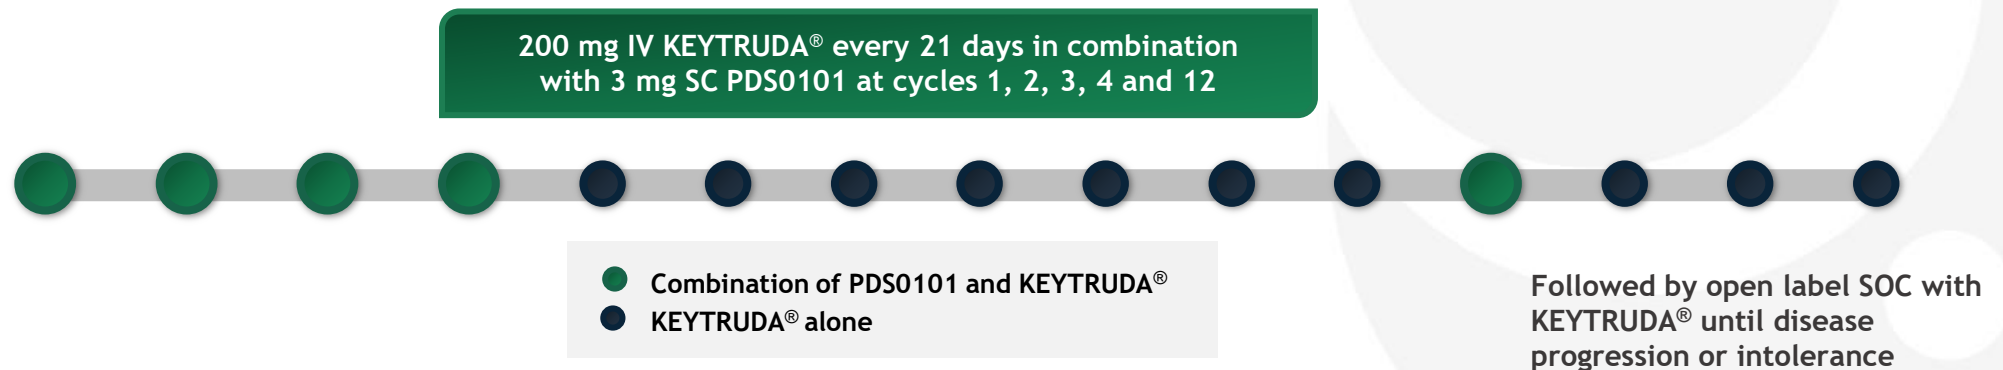 200 mg IV KEYTRUDA® every 21 days in combination
with 3 mg SC PDS0101 at cycles 1, 2, 3, 4 and 12
Combination of PDS0101 and KEYTRUDA®
KEYTRUDA® alone
Followed by open label SOC with
KEYTRUDA® until disease
progression or intolerance